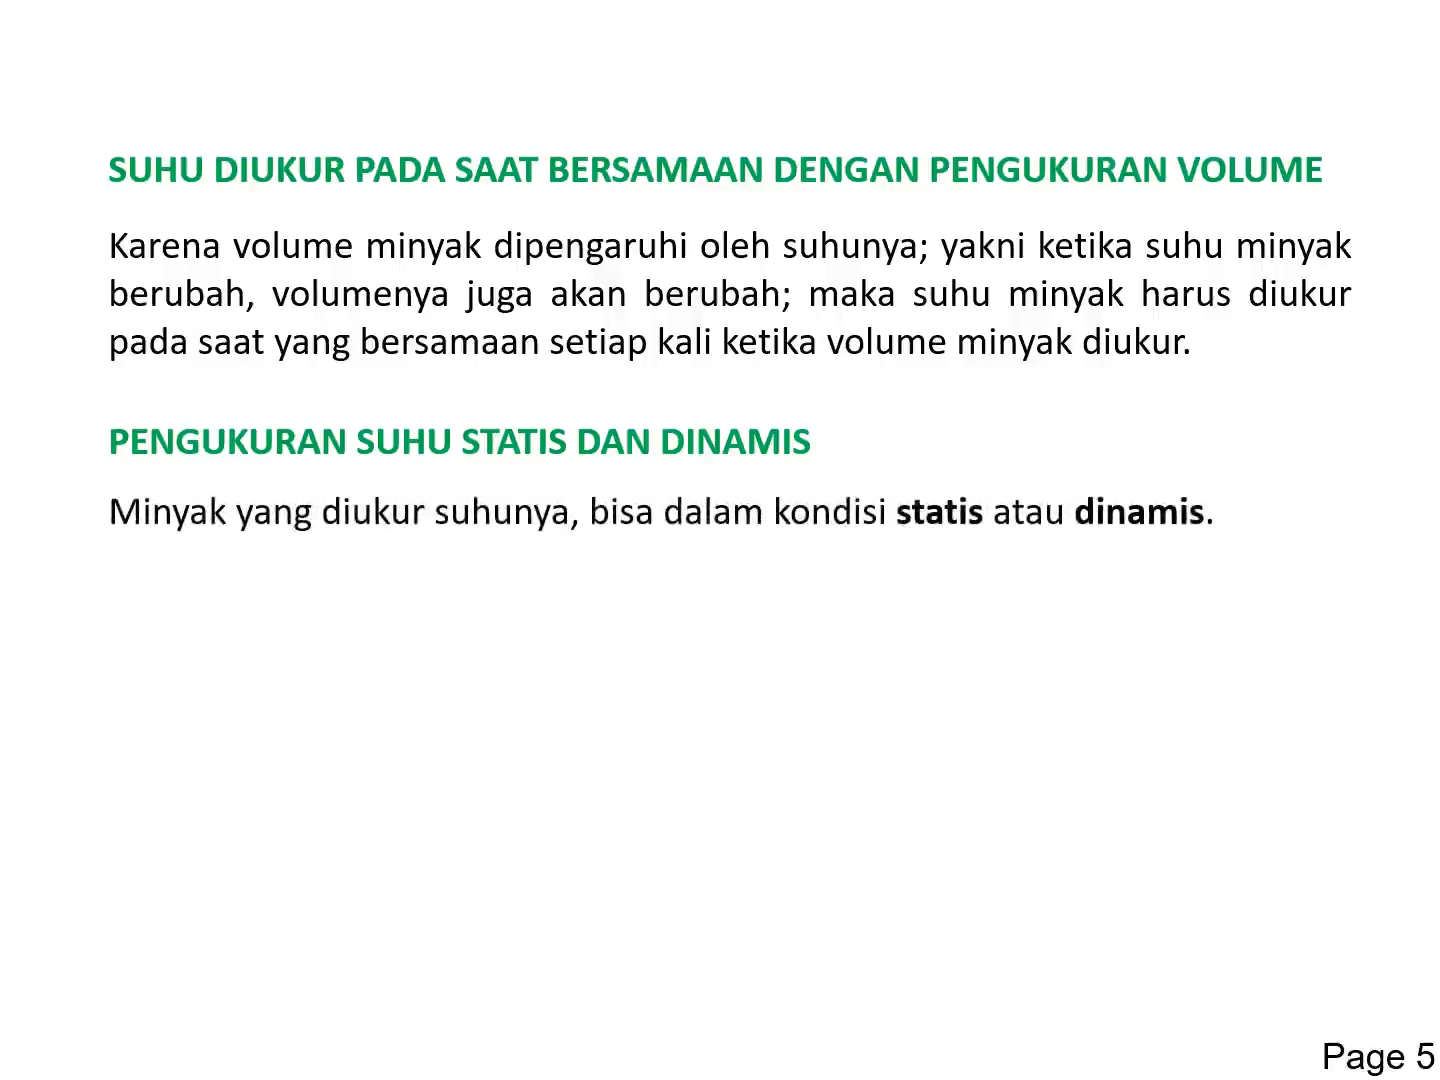 SUHU DIUKUR PADA SAAT BERSAMAAN DENGAN PENGUKURAN VOLUME
Karena volume minyak dipengaruhi oleh suhunya; yakni ketika suhu minyak
berubah, volumenya juga akan berubah; maka suhu minyak harus diukur
pada saat yang bersamaan setiap kali ketika volume minyak diukur.
PENGUKURAN SUHU STATIS DAN DINAMIS
Minyak yang diukur suhunya, bisa dalam kondisi statis atau dinamis.
Page 5